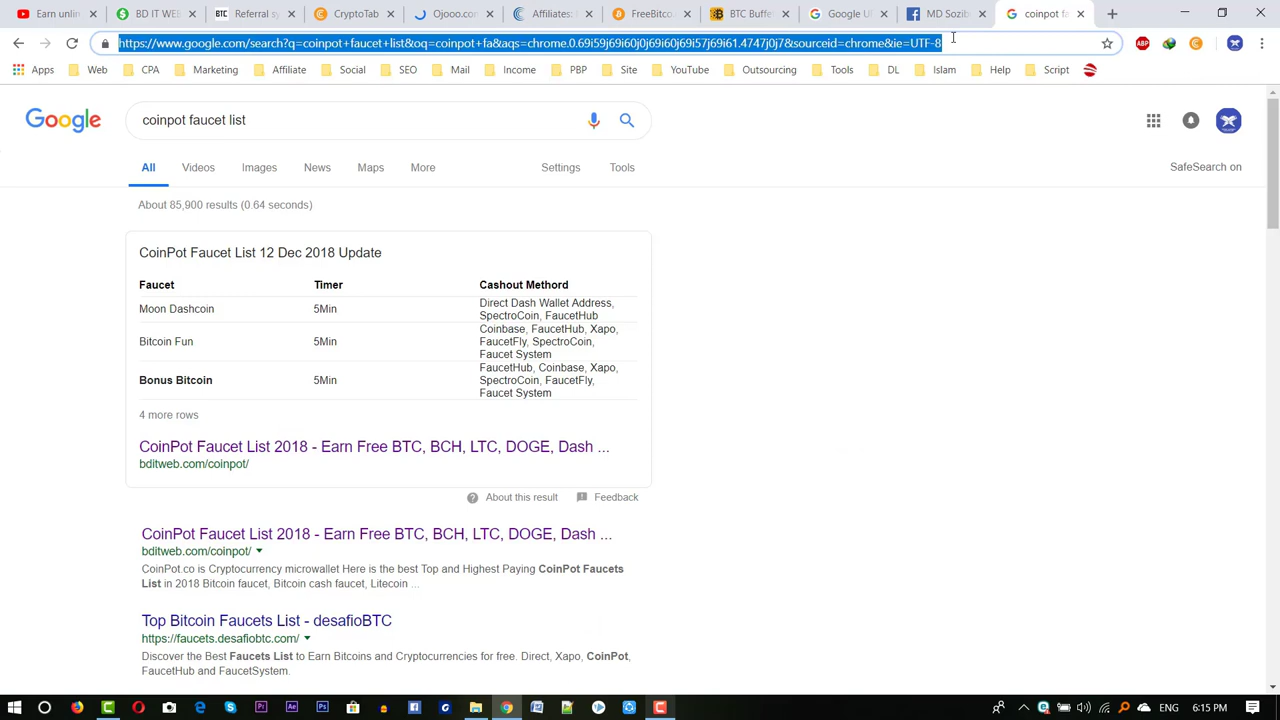 Earn unlin
BD IT WEB
Referral sy
CryptoTab
Ojooo.com
Affiliates:
FreeBitco.
BTC Buffe
Google U
MD Sozib
coinpot fa
https://www.google.com/search?q=coinpot+faucet+list&oq=coinpot+fa&aqs=chrome.0.69i59j69i60j0j69i60j69i57j69i61.4747j0j7&sourceid=chrome&ie=UTF-8
ABP
Apps
Web
CPA
Marketing
Affiliate
Social
SEO
Mail
Income
PBP
Site
YouTube
Outsourcing
Tools
DL
Islam
Help
Script
Google
coinpot faucet list
All
Videos
Images
News
Maps
More
Settings
Tools
SafeSearch on
About 85,900 results (0.64 seconds)
CoinPot Faucet List 12 Dec 2018 Update
Faucet Timer Cashout Methord
Moon Dashcoin 5Min Direct Dash Wallet Address,
SpectroCoin, FaucetHub
Bitcoin Fun 5Min Coinbase, FaucetHub, Xapo,
FaucetFly, SpectroCoin,
Faucet System
Bonus Bitcoin 5Min FaucetHub, Coinbase, Xapo,
SpectroCoin, FaucetFly,
Faucet System
4 more rows
CoinPot Faucet List 2018 - Earn Free BTC, BCH, LTC, DOGE, Dash ...
bditweb.com/coinpot/
About this result
Feedback
CoinPot Faucet List 2018 - Earn Free BTC, BCH, LTC, DOGE, Dash ...
bditweb.com/coinpot/
CoinPot.co is Cryptocurrency microwallet Here is the best Top and Highest Paying CoinPot Faucets
List in 2018 Bitcoin faucet, Bitcoin cash faucet, Litecoin ...
Top Bitcoin Faucets List - desafioBTC
https://faucets.desafiobtc.com/
Discover the Best Faucets List to Earn Bitcoins and Cryptocurrencies for free. Direct, Xapo, CoinPot,
FaucetHub and FaucetSystem.
ENG
6:15 PM